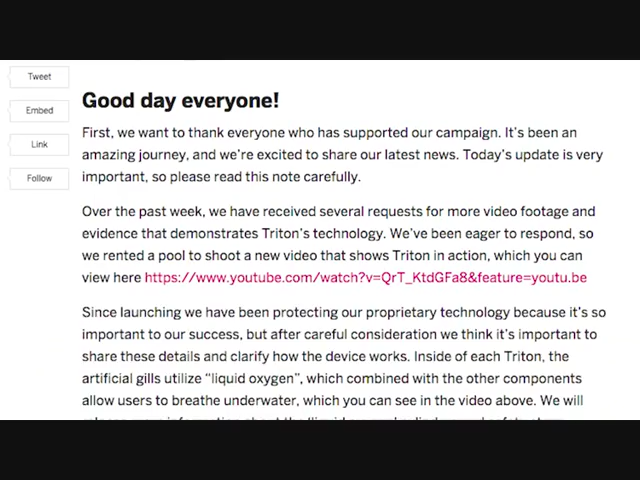 Tweet
Embed
Link
Follow
Good day everyone!
First, we want to thank everyone who has supported our campaign. It's been an
amazing journey, and we're excited to share our latest news. Today's update is very
important, so please read this note carefully.
Over the past week, we have received several requests for more video footage and
evidence that demonstrates Triton's technology. We've been eager to respond, so
we rented a pool to shoot a new video that shows Triton in action, which you can
view here https://www.youtube.com/watch?v=QrT_KtdGFa8&feature=youtu.be
Since launching we have been protecting our proprietary technology because it's so
important to our success, but after careful consideration we think it's important to
share these details and clarify how the device works. Inside of each Triton, the
artificial gills utilize "liquid oxygen", which combined with the other components
allow users to breathe underwater, which you can see in the video above. We will